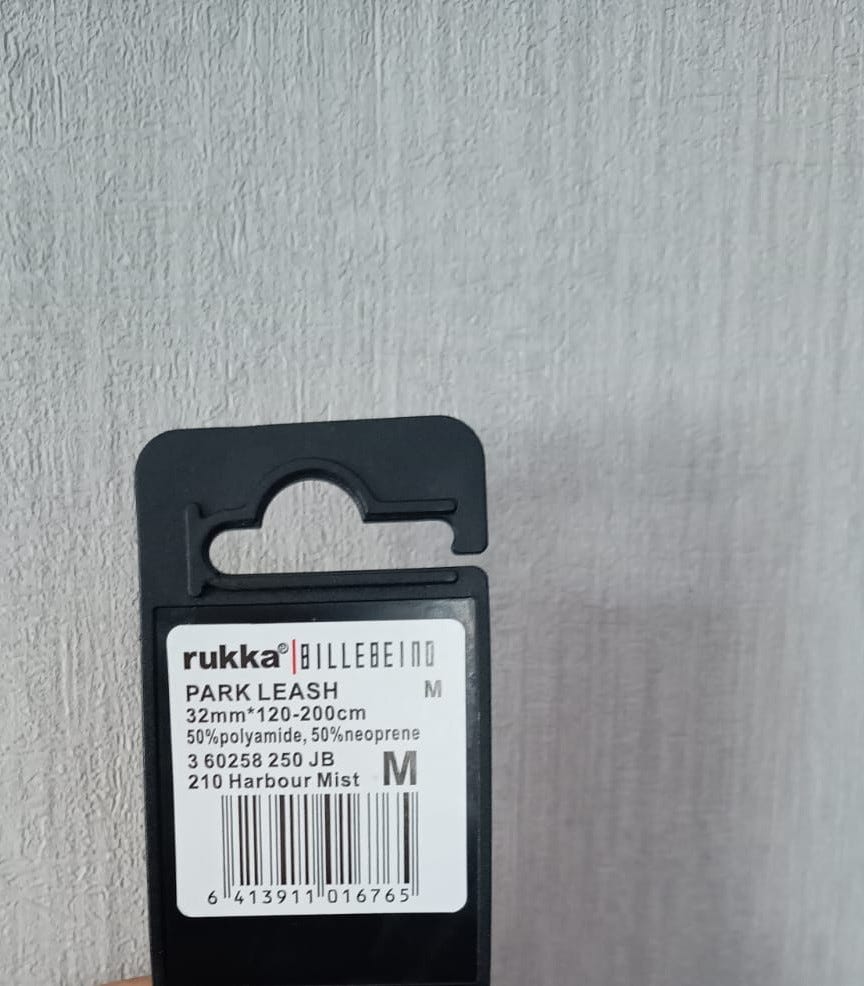 rukka® | BILLEBEINO
PARK LEASH M
32mm*120-200cm
50%polyamide, 50%neoprene
3 60258 250 JB
210 Harbour Mist M
6 413911 016765